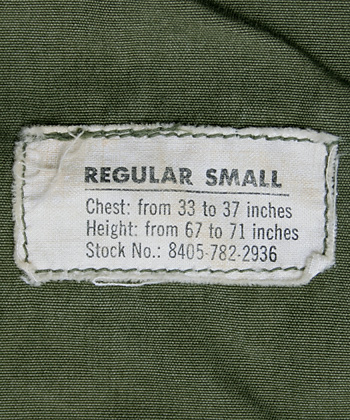 REGULAR SMALL
Chest: from 33 to 37 inches
Height: from 67 to 71 inches
Stock No.: 8405-782-2936